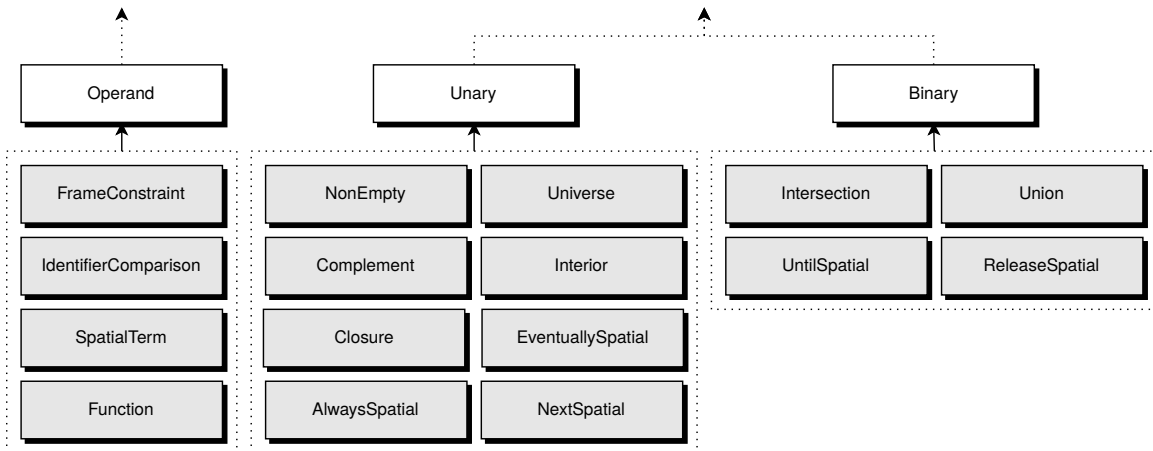 Operand
Unary
Binary
FrameConstraint
NonEmpty
Universe
Intersection
Union
IdentifierComparison
Complement
Interior
UntilSpatial
ReleaseSpatial
SpatialTerm
Closure
EventuallySpatial
Function
AlwaysSpatial
NextSpatial